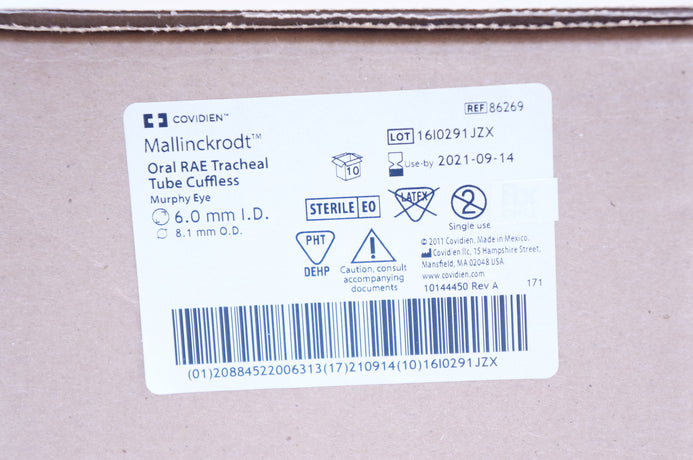 COVIDIEN™
REF 86269
Mallinckrodt™
LOT 16I0291JZX
Oral RAE Tracheal
Tube Cuffless
Murphy Eye
10
Use-by 2021-09-14
6.0 mm I.D.
8.1 mm O.D.
STERILE EO
LATEX
2
Single use
PHT
DEHP
Caution, consult
accompanying
documents
© 2011 Covidien. Made in Mexico.
Covidien llc, 15 Hampshire Street,
Mansfield, MA 02048 USA
www.covidien.com
10144450 Rev A
171
(01)20884522006313(17)210914(10)16I0291JZX